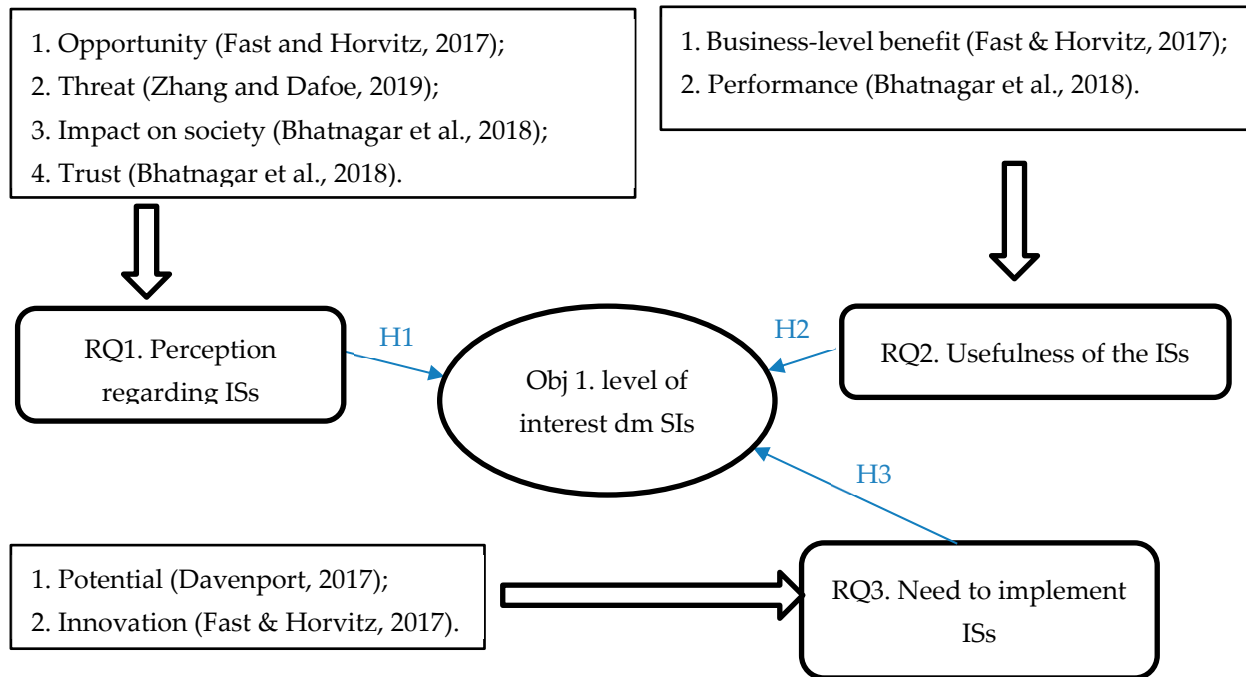 1. Opportunity (Fast and Horvitz, 2017);
2. Threat (Zhang and Dafoe, 2019);
3. Impact on society (Bhatnagar et al., 2018);
4. Trust (Bhatnagar et al., 2018).
1. Business-level benefit (Fast & Horvitz, 2017);
2. Performance (Bhatnagar et al., 2018).
RQ1. Perception
regarding ISs
H1
Obj 1. level of
interest dm SIs
H2
RQ2. Usefulness of the ISs
H3
1. Potential (Davenport, 2017);
2. Innovation (Fast & Horvitz, 2017).
RQ3. Need to implement
ISs